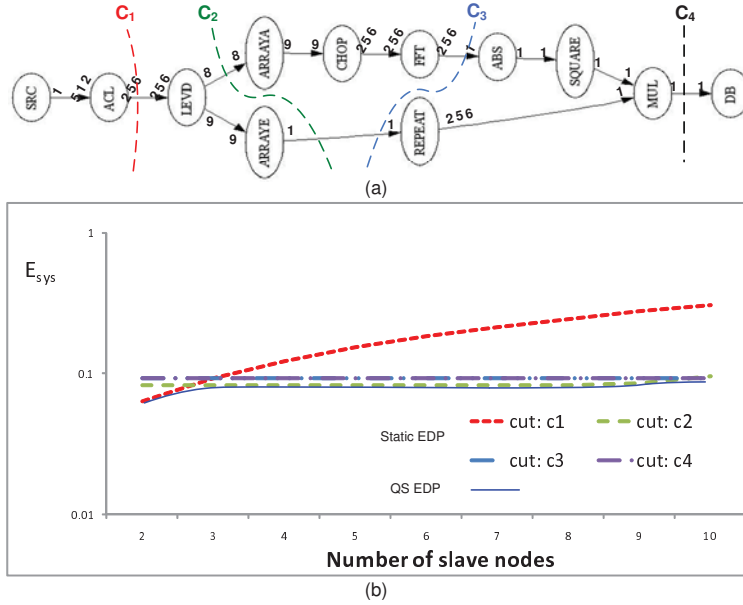 C1 C2 C3 C4
SRC 1 512 ACL 256 256 LEVD 8 8 ARRAYA 9 9 CHOP 256 256 FFT 256 1 ABS 1 1 SQUARE 1 1 MUL 1 1 DB
9 9 ARRAYE 1 1 REPEAT 256 1
(a)
Esys
1
0.1
0.01
Static EDP
cut: c1 cut: c2
cut: c3 cut: c4
QS EDP
2 3 4 5 6 7 8 9 10
Number of slave nodes
(b)